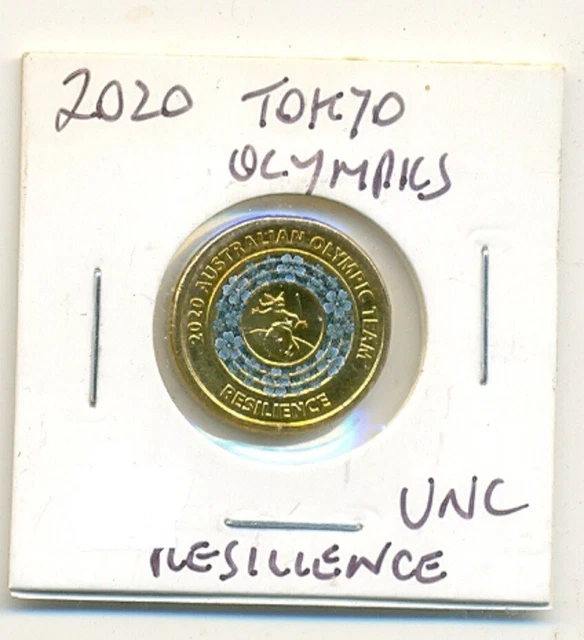 2020 TOKYO
OLYMPICS
2020 AUSTRALIAN OLYMPIC TEAM
RESILIENCE
UNC
RESILLENCE